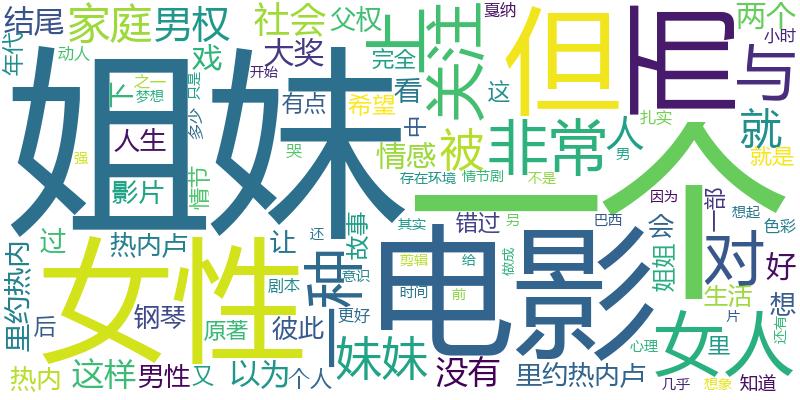 结尾
家庭
男权
社会
父权
上
关注
夏纳
但
而
两个
小时
年代
动人
戏
大奖
完全
看
这
与
下
之一
梦想
只是
开始
有点
希望
中
就
扎实
姐妹
人生
多少
非常
人
男
就是
强
影片
情节
哭
情感
被
存在环境
情节剧
不是
一个
因为
一部
想起
过
热内卢
让
还
故事
其实
错过
另
巴西
会
对
色彩
里约热内
女性
一种
电影
剪辑
给
做成
姐姐
好
剧本
意识
时间
前
生活
想
后
钢琴
原著
彼此
更好
片
还有
热内
这样
男性
又
以为
个人
妹妹
没有
里约热内卢
心理
女人
里
几乎
想象
知道